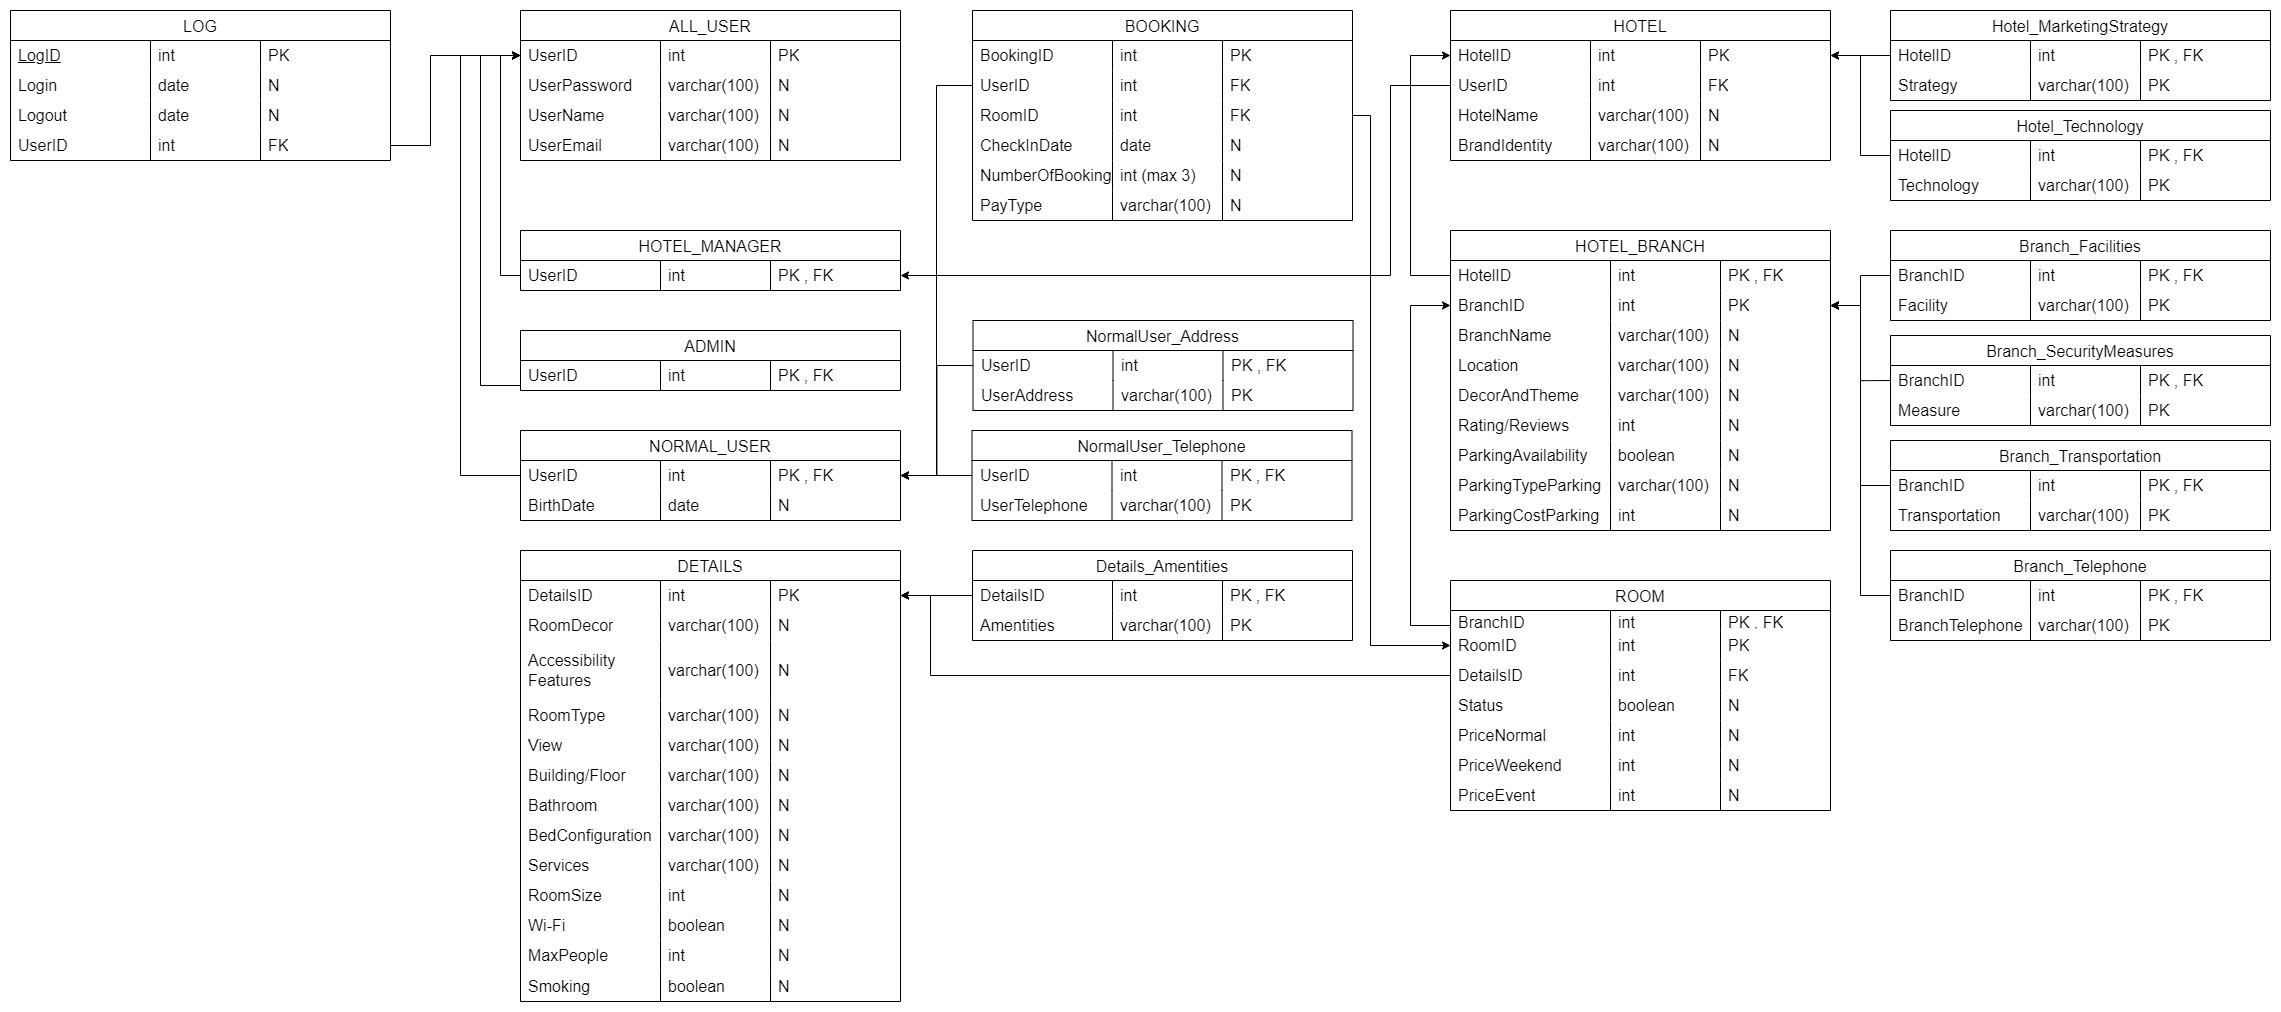 LOG
LogID int PK
Login date N
Logout date N
UserID int FK
ALL_USER
UserID int PK
UserPassword varchar(100) N
UserName varchar(100) N
UserEmail varchar(100) N
BOOKING
BookingID int PK
UserID int FK
RoomID int FK
CheckInDate date N
NumberOfBooking int (max 3) N
PayType varchar(100) N
HOTEL
HotelID int PK
UserID int FK
HotelName varchar(100) N
BrandIdentity varchar(100) N
Hotel_MarketingStrategy
HotelID int PK , FK
Strategy varchar(100) PK
Hotel_Technology
HotelID int PK , FK
Technology varchar(100) PK
HOTEL_MANAGER
UserID int PK , FK
ADMIN
UserID int PK , FK
NORMAL_USER
UserID int PK , FK
BirthDate date N
NormalUser_Address
UserID int PK , FK
UserAddress varchar(100) PK
NormalUser_Telephone
UserID int PK , FK
UserTelephone varchar(100) PK
HOTEL_BRANCH
HotelID int PK , FK
BranchID int PK
BranchName varchar(100) N
Location varchar(100) N
DecorAndTheme varchar(100) N
Rating/Reviews int N
ParkingAvailability boolean N
ParkingTypeParking varchar(100) N
ParkingCostParking int N
Branch_Facilities
BranchID int PK , FK
Facility varchar(100) PK
Branch_SecurityMeasures
BranchID int PK , FK
Measure varchar(100) PK
Branch_Transportation
BranchID int PK , FK
Transportation varchar(100) PK
Branch_Telephone
BranchID int PK , FK
BranchTelephone varchar(100) PK
DETAILS
DetailsID int PK
RoomDecor varchar(100) N
Accessibility
Features varchar(100) N
RoomType varchar(100) N
View varchar(100) N
Building/Floor varchar(100) N
Bathroom varchar(100) N
BedConfiguration varchar(100) N
Services varchar(100) N
RoomSize int N
Wi-Fi boolean N
MaxPeople int N
Smoking boolean N
Details_Amentities
DetailsID int PK , FK
Amentities varchar(100) PK
ROOM
BranchID int PK , FK
RoomID int PK
DetailsID int FK
Status boolean N
PriceNormal int N
PriceWeekend int N
PriceEvent int N